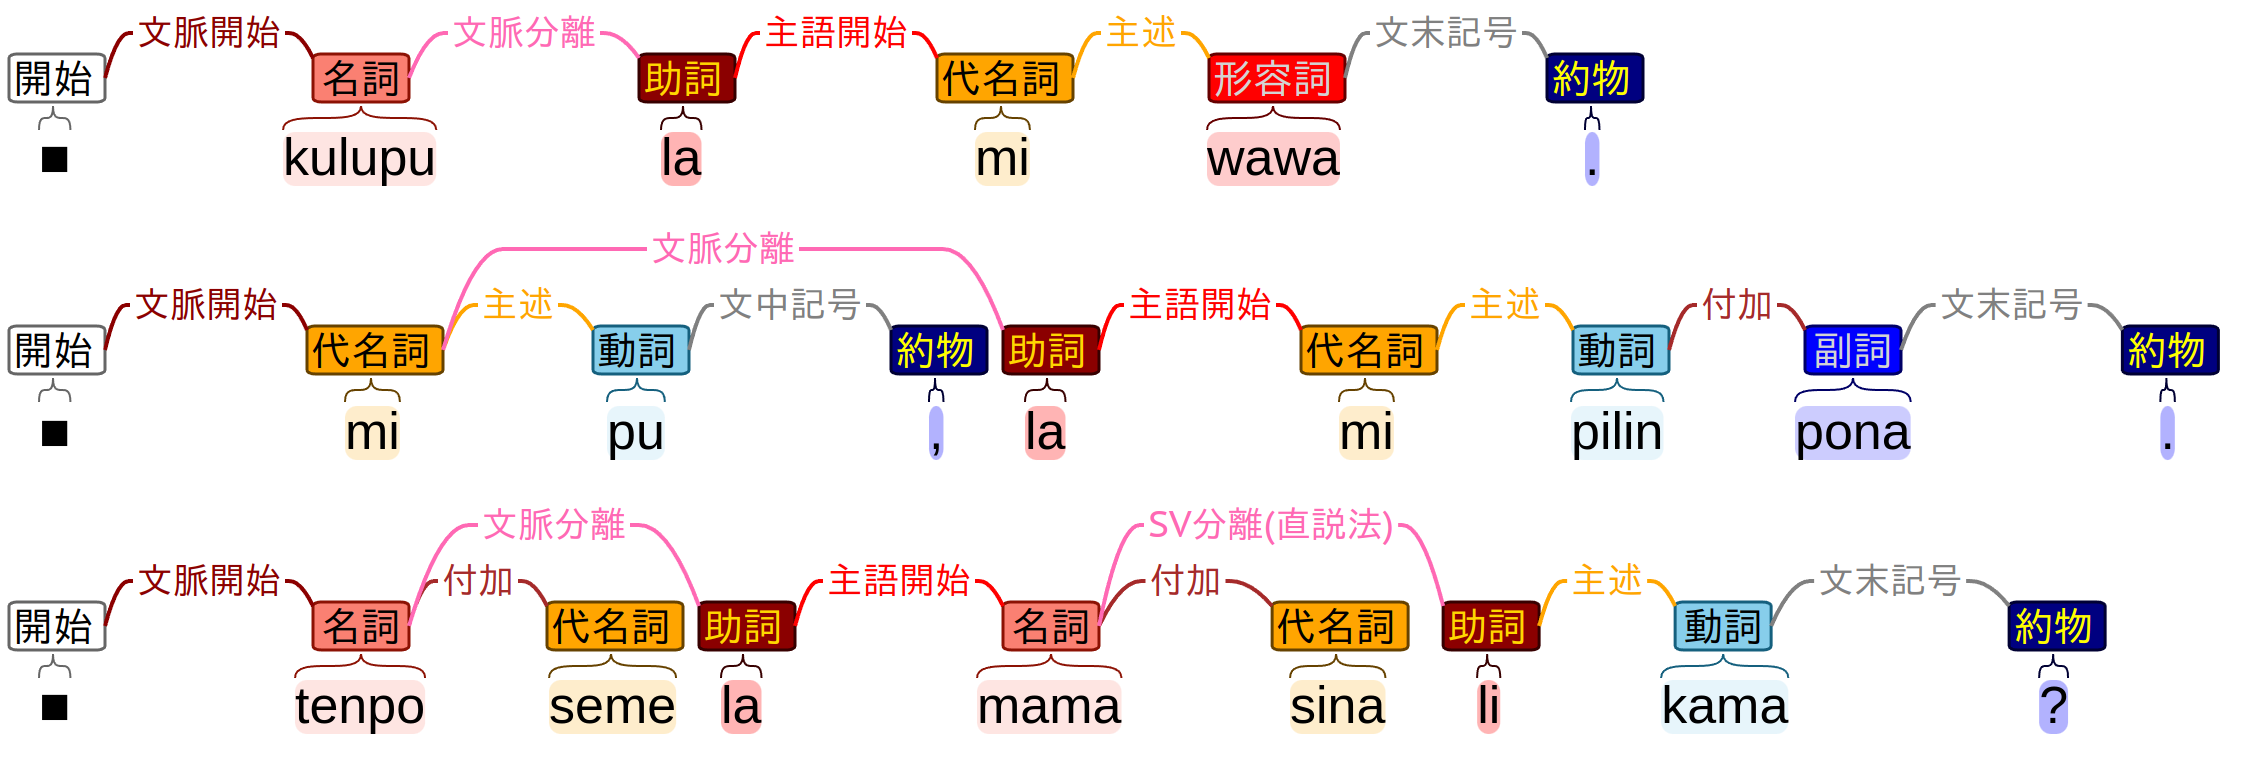 文脈開始 文脈分離 主語開始 主述 文末記号
開始 名詞 助詞 代名詞 形容詞 約物
■ kulupu la mi wawa .
文脈分離
文脈開始 主述 文中記号 主語開始 主述 付加 文末記号
開始 代名詞 動詞 約物 助詞 代名詞 動詞 副詞 約物
■ mi pu , la mi pilin pona .
文脈分離 SV分離(直説法)
文脈開始 付加 主語開始 付加 主述 文末記号
開始 名詞 代名詞 助詞 名詞 代名詞 助詞 動詞 約物
■ tenpo seme la mama sina li kama ?